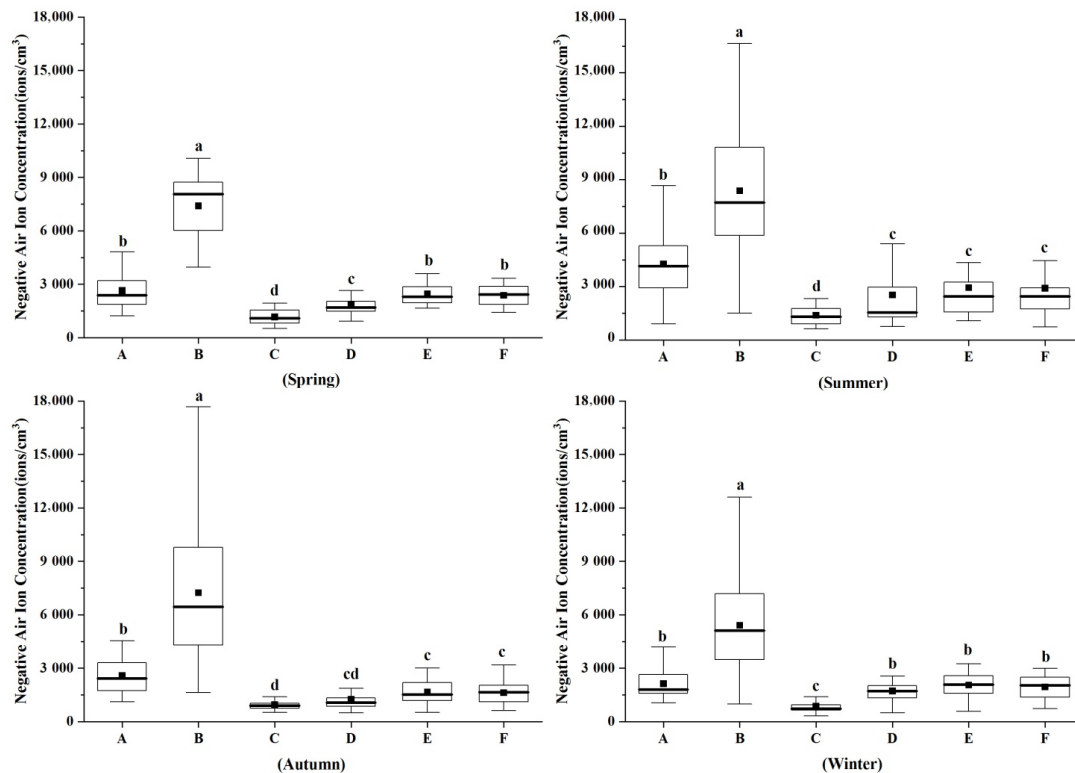 Negative Air Ion Concentration(ions/cm³)
18,000
15,000
12,000
9 000
6 000
3 000
0
b
a
d
c
b
b
A B C D E F
(Spring)
Negative Air Ion Concentration(ions/cm³)
18,000
15,000
12,000
9 000
6 000
3 000
0
b
a
d
c
c
c
A B C D E F
(Summer)
Negative Air Ion Concentration(ions/cm³)
18,000
15,000
12,000
9 000
6 000
3 000
0
b
a
d
cd
c
c
A B C D E F
(Autumn)
Negative Air Ion Concentration(ions/cm³)
18,000
15,000
12,000
9 000
6 000
3 000
0
b
a
c
b
b
b
A B C D E F
(Winter)